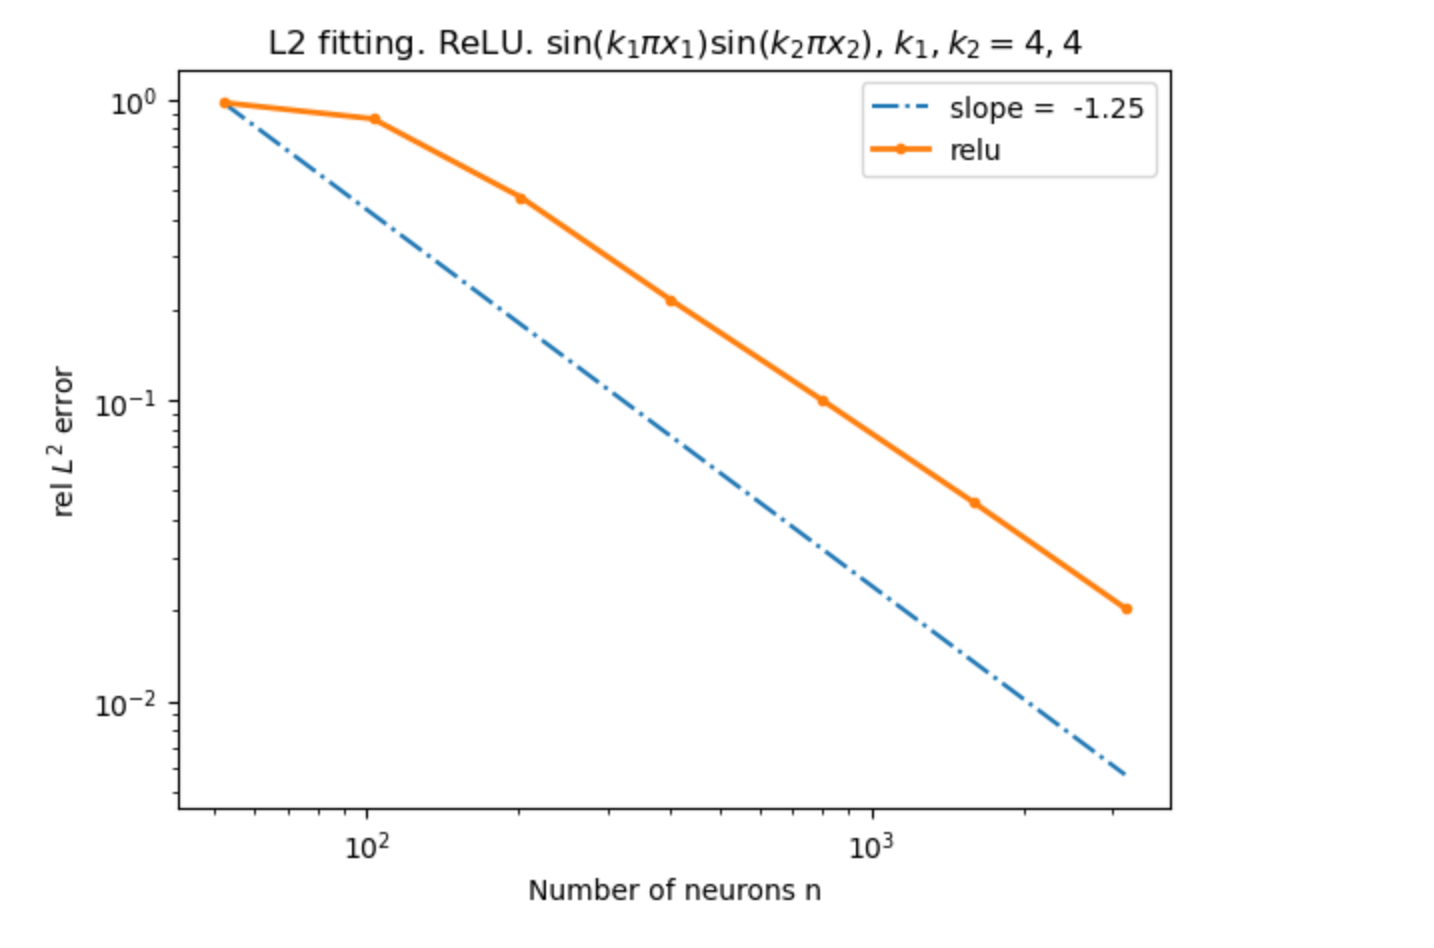 L2 fitting. ReLU. sin(k₁πx₁)sin(k₂πx₂), k₁, k₂ = 4, 4
slope = -1.25
relu
10⁰
10⁻¹
10⁻²
rel L² error
10² 10³
Number of neurons n